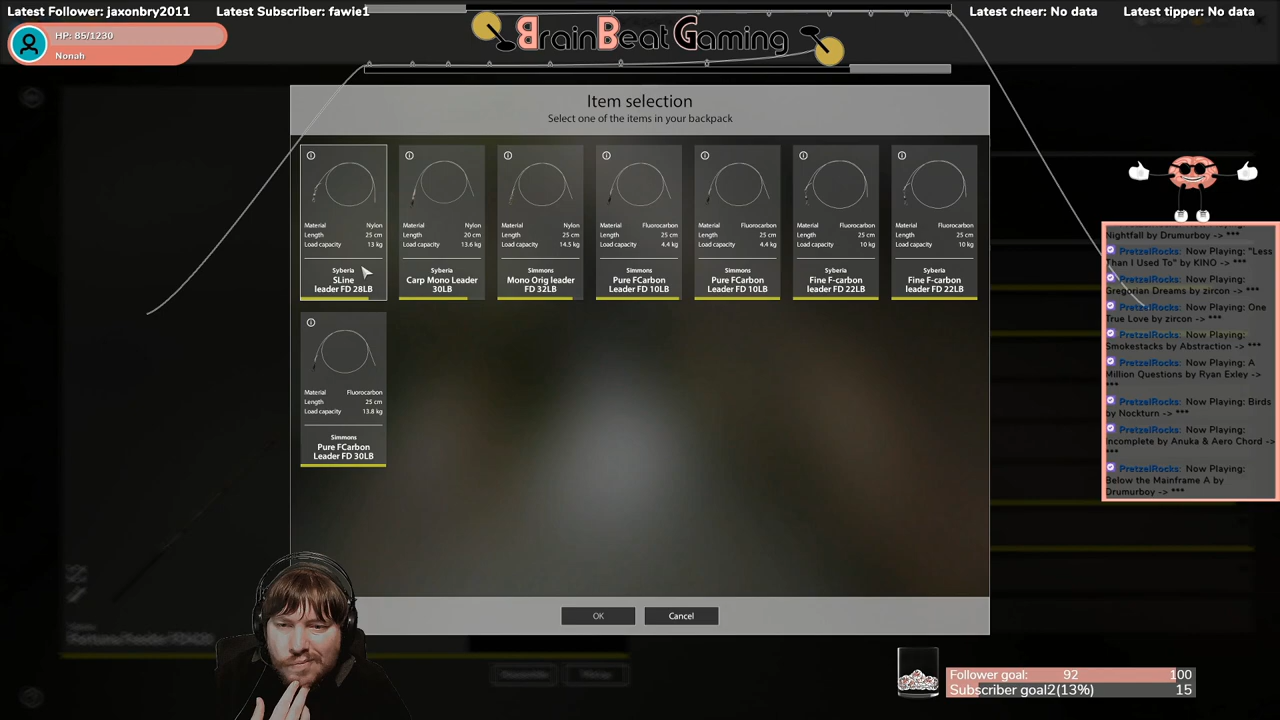 Latest Follower: jaxonbry2011
Latest Subscriber: fawie1
Latest cheer: No data
Latest tipper: No data
HP: 85/1230
Nonah
BrainBeat Gaming
Item selection
Select one of the items in your backpack
Material Nylon
Length 25 cm
Load capacity 13 kg
Syberia
SLine
leader FD 28LB
Material Nylon
Length 20 cm
Load capacity 13.6 kg
Syberia
Carp Mono Leader
30LB
Material Nylon
Length 25 cm
Load capacity 14.5 kg
Simmons
Mono Orig leader
FD 32LB
Material Fluorocarbon
Length 25 cm
Load capacity 4.4 kg
Simmons
Pure FCarbon
Leader FD 10LB
Material Fluorocarbon
Length 25 cm
Load capacity 4.4 kg
Simmons
Pure FCarbon
Leader FD 10LB
Material Fluorocarbon
Length 25 cm
Load capacity 10 kg
Syberia
Fine F-carbon
leader FD 22LB
Material Fluorocarbon
Length 25 cm
Load capacity 10 kg
Syberia
Fine F-carbon
leader FD 22LB
Material Fluorocarbon
Length 25 cm
Load capacity 13.8 kg
Simmons
Pure FCarbon
Leader FD 30LB
OK
Cancel
Nightfall by Drumurboy -> ***
PretzelRocks: Now Playing: "Less
Than I Used To" by KINO -> ***
PretzelRocks: Now Playing:
Gregorian Dreams by zircon -> ***
PretzelRocks: Now Playing: One
True Love by zircon -> ***
PretzelRocks: Now Playing:
Smokestacks by Abstraction -> ***
PretzelRocks: Now Playing: A
Million Questions by Ryan Exley ->
***
PretzelRocks: Now Playing: Birds
by Nockturn -> ***
PretzelRocks: Now Playing:
Incomplete by Anuka & Aero Chord ->
***
PretzelRocks: Now Playing:
Below the Mainframe A by
Drumurboy -> ***
Follower goal: 92 100
Subscriber goal2(13%) 15